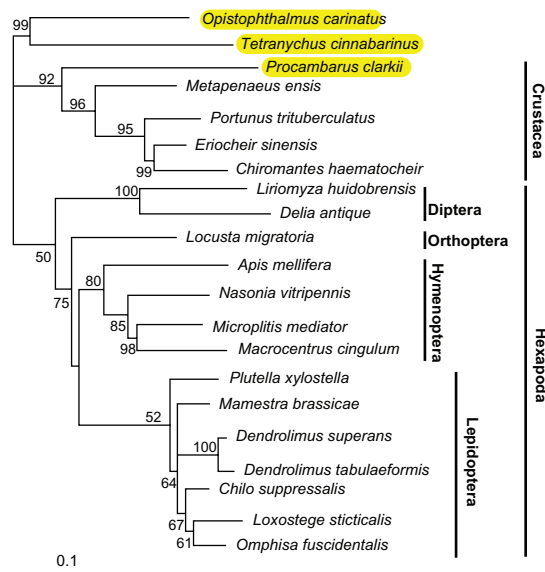 99
Opistophthalmus carinatus
Tetranychus cinnabarinus
Procambarus clarkii
92
Metapenaeus ensis
96
Portunus trituberculatus
95
Eriocheir sinensis
99
Chiromantes haematocheir
Crustacea
Liriomyza huidobrensis
100
Delia antique
Diptera
50
Locusta migratoria
Orthoptera
75
Apis mellifera
80
Nasonia vitripennis
85
Microplitis mediator
98
Macrocentrus cingulum
Hymenoptera
Hexapoda
Plutella xylostella
52
Mamestra brassicae
Dendrolimus superans
100
Dendrolimus tabulaeformis
64
Chilo suppressalis
67
Loxostege sticticalis
61
Omphisa fuscidentalis
Lepidoptera
0.1